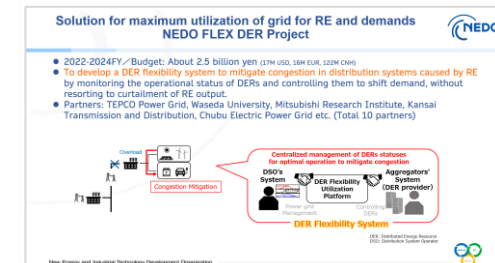 Solution for maximum utilization of grid for RE and demands
NEDO FLEX DER Project
NEDO
● 2022-2024FY／Budget: About 2.5 billion yen (17M USD, 16M EUR, 122M CNH)
● To develop a DER flexibility system to mitigate congestion in distribution systems caused by RE
by monitoring the operational status of DERs and controlling them to shift demand, without
resorting to curtailment of RE output.
● Partners: TEPCO Power Grid, Waseda University, Mitsubishi Research Institute, Kansai
Transmission and Distribution, Chubu Electric Power Grid etc. (Total 10 partners)
Overload
Congestion Mitigation
Centralized management of DERs statuses
for optimal operation to mitigate congestion
DSO's
System
DER Flexibility
Utilization
Platform
Aggregators'
System
(DER provider)
Power grid
Management
Controlling
DERs
DER Flexibility System
DER: Distributed Energy Resource
DSO: Distribution System Operator
New Energy and Industrial Technology Development Organization